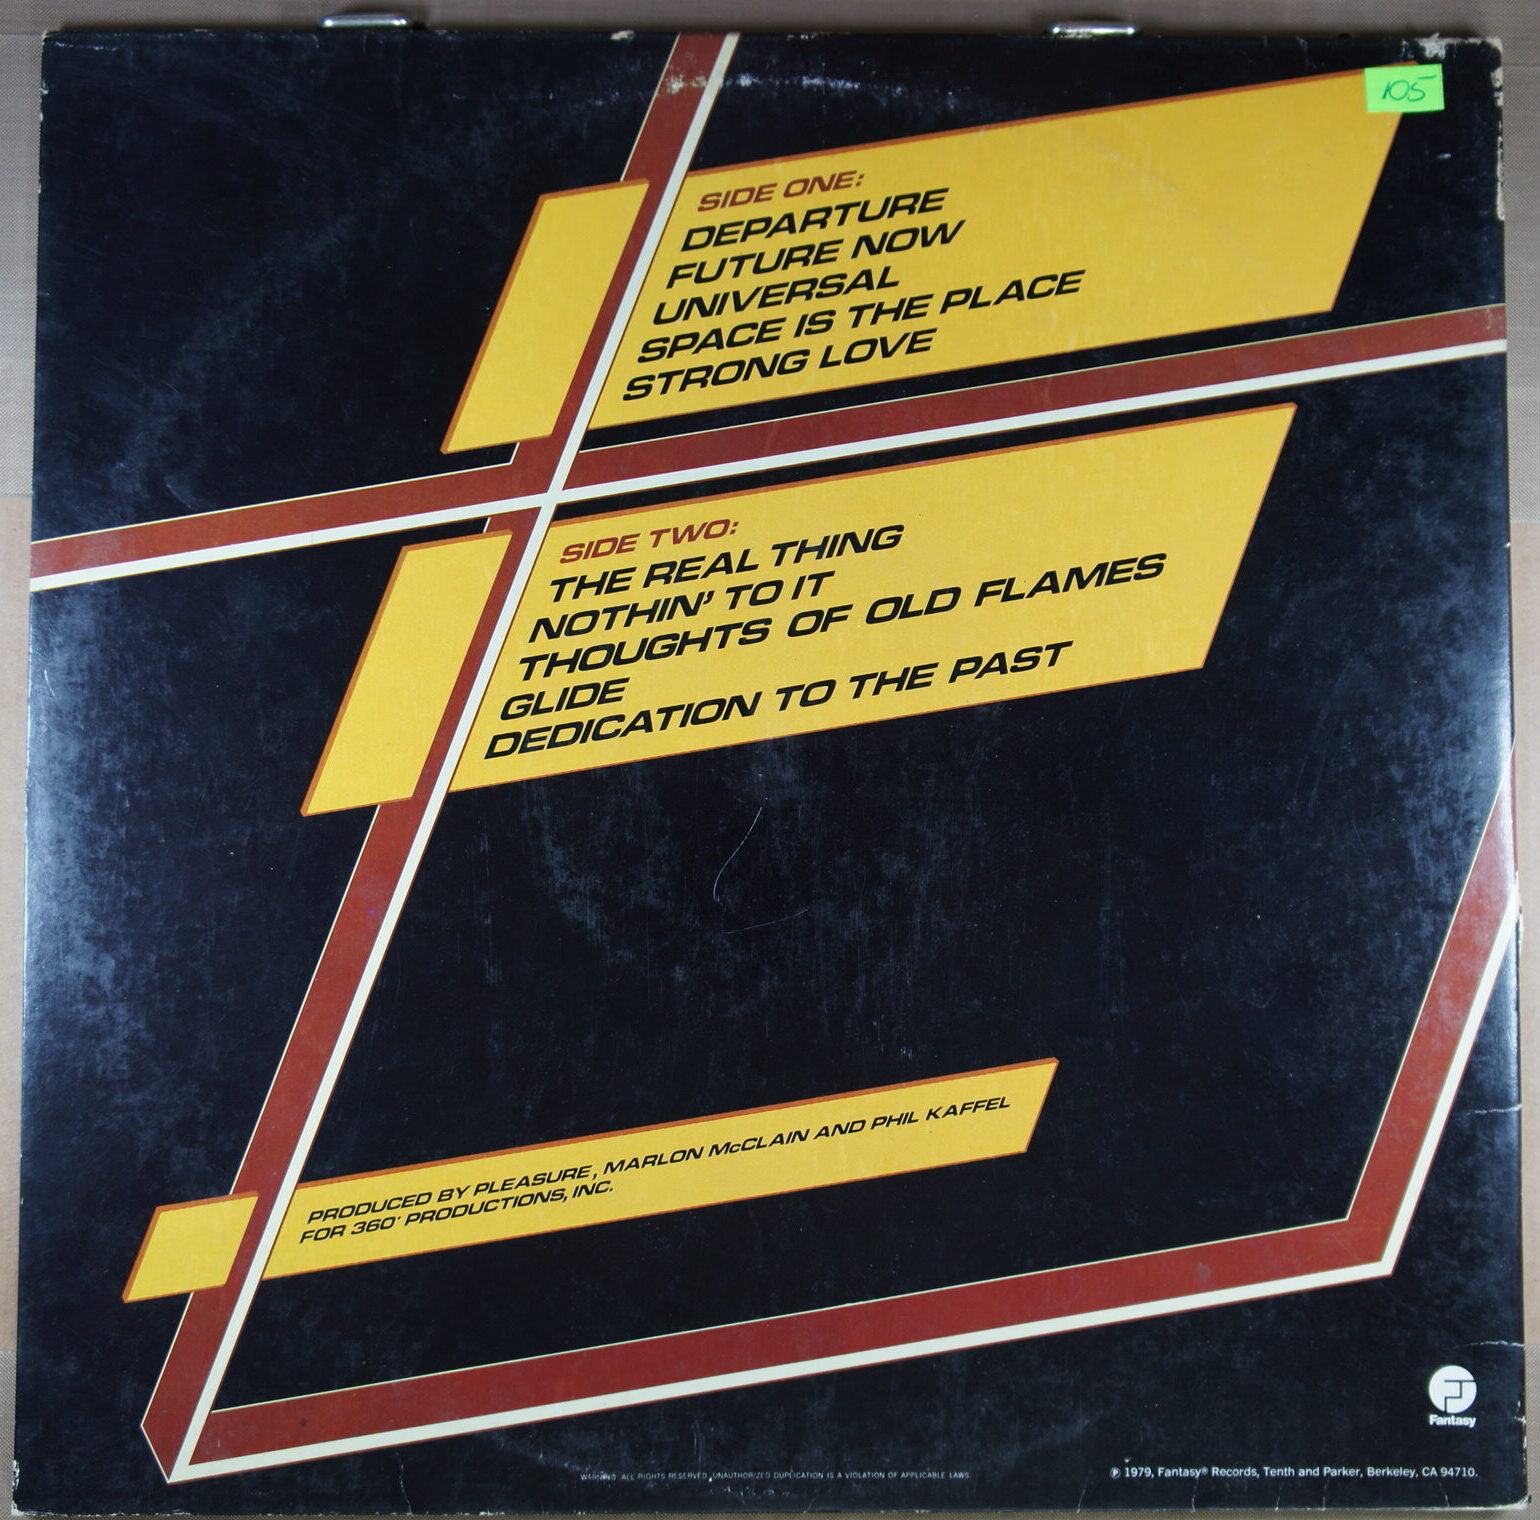 105
SIDE ONE:
DEPARTURE
FUTURE NOW
UNIVERSAL
SPACE IS THE PLACE
STRONG LOVE
SIDE TWO:
THE REAL THING
NOTHIN' TO IT
THOUGHTS OF OLD FLAMES
GLIDE
DEDICATION TO THE PAST
PRODUCED BY PLEASURE, MARLON McCLAIN AND PHIL KAFFEL
FOR 360° PRODUCTIONS, INC.
Fantasy
WARNING: ALL RIGHTS RESERVED. UNAUTHORIZED DUPLICATION IS A VIOLATION OF APPLICABLE LAWS.
℗ 1979, Fantasy® Records, Tenth and Parker, Berkeley, CA 94710.